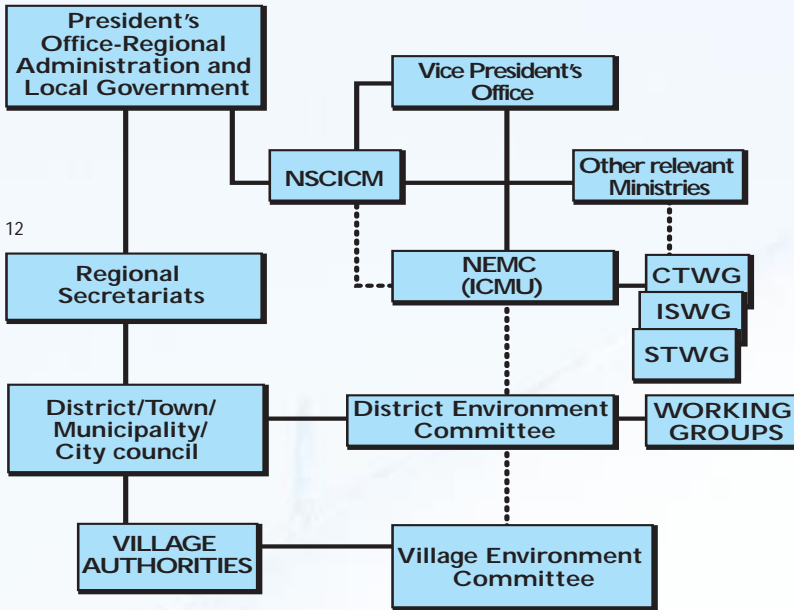 President's
Office-Regional
Administration and
Local Government
Vice President's
Office
NSCICM
Other relevant
Ministries
12
Regional
Secretariats
NEMC
(ICMU)
CTWG
ISWG
STWG
District/Town/
Municipality/
City council
District Environment
Committee
WORKING
GROUPS
VILLAGE
AUTHORITIES
Village Environment
Committee